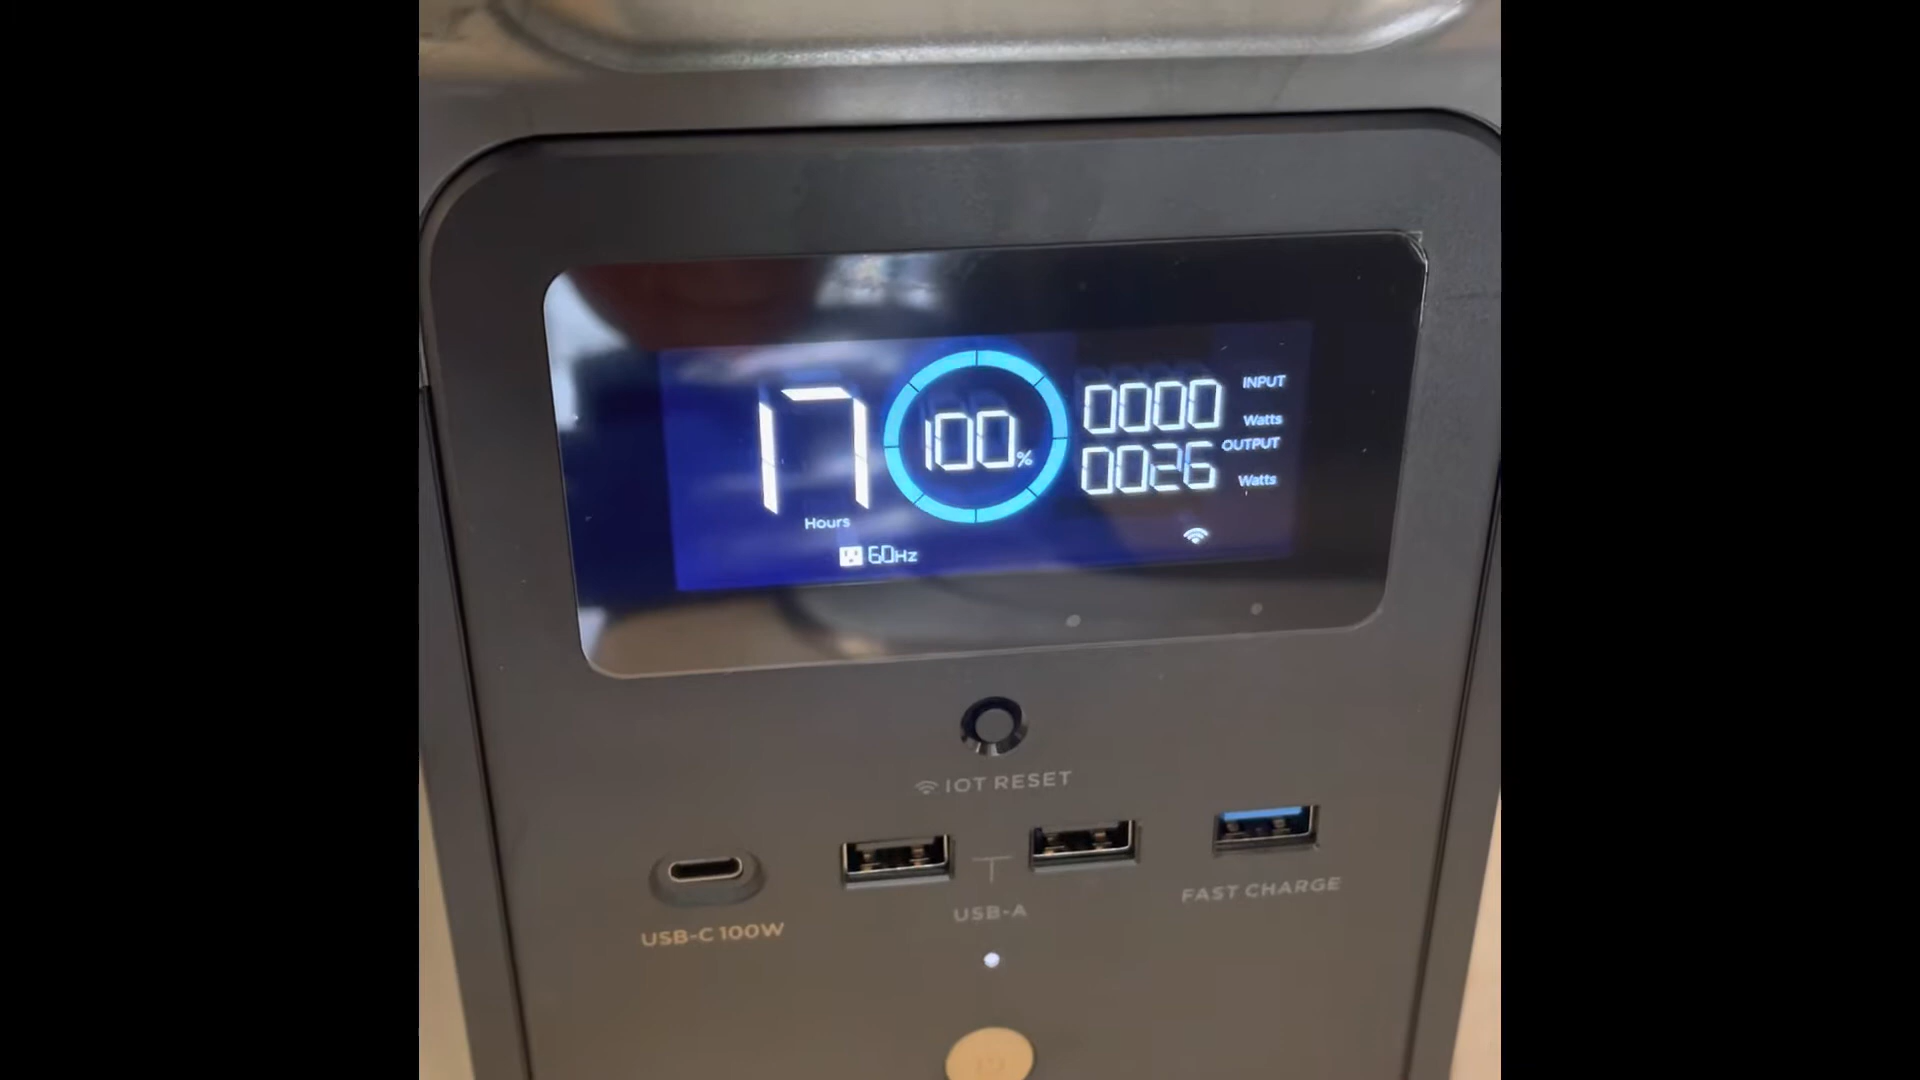 17
Hours
100%
0000
INPUT
Watts
0026
OUTPUT
Watts
60Hz
IOT RESET
USB-C 100W
USB-A
FAST CHARGE